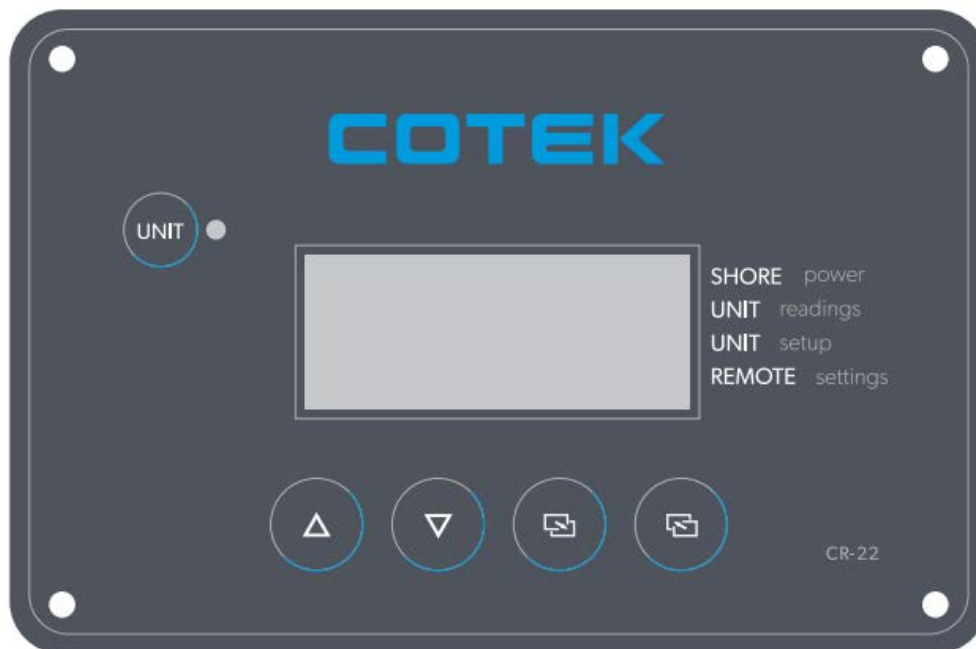 COTEK
UNIT
SHORE power
UNIT readings
UNIT setup
REMOTE settings
CR-22